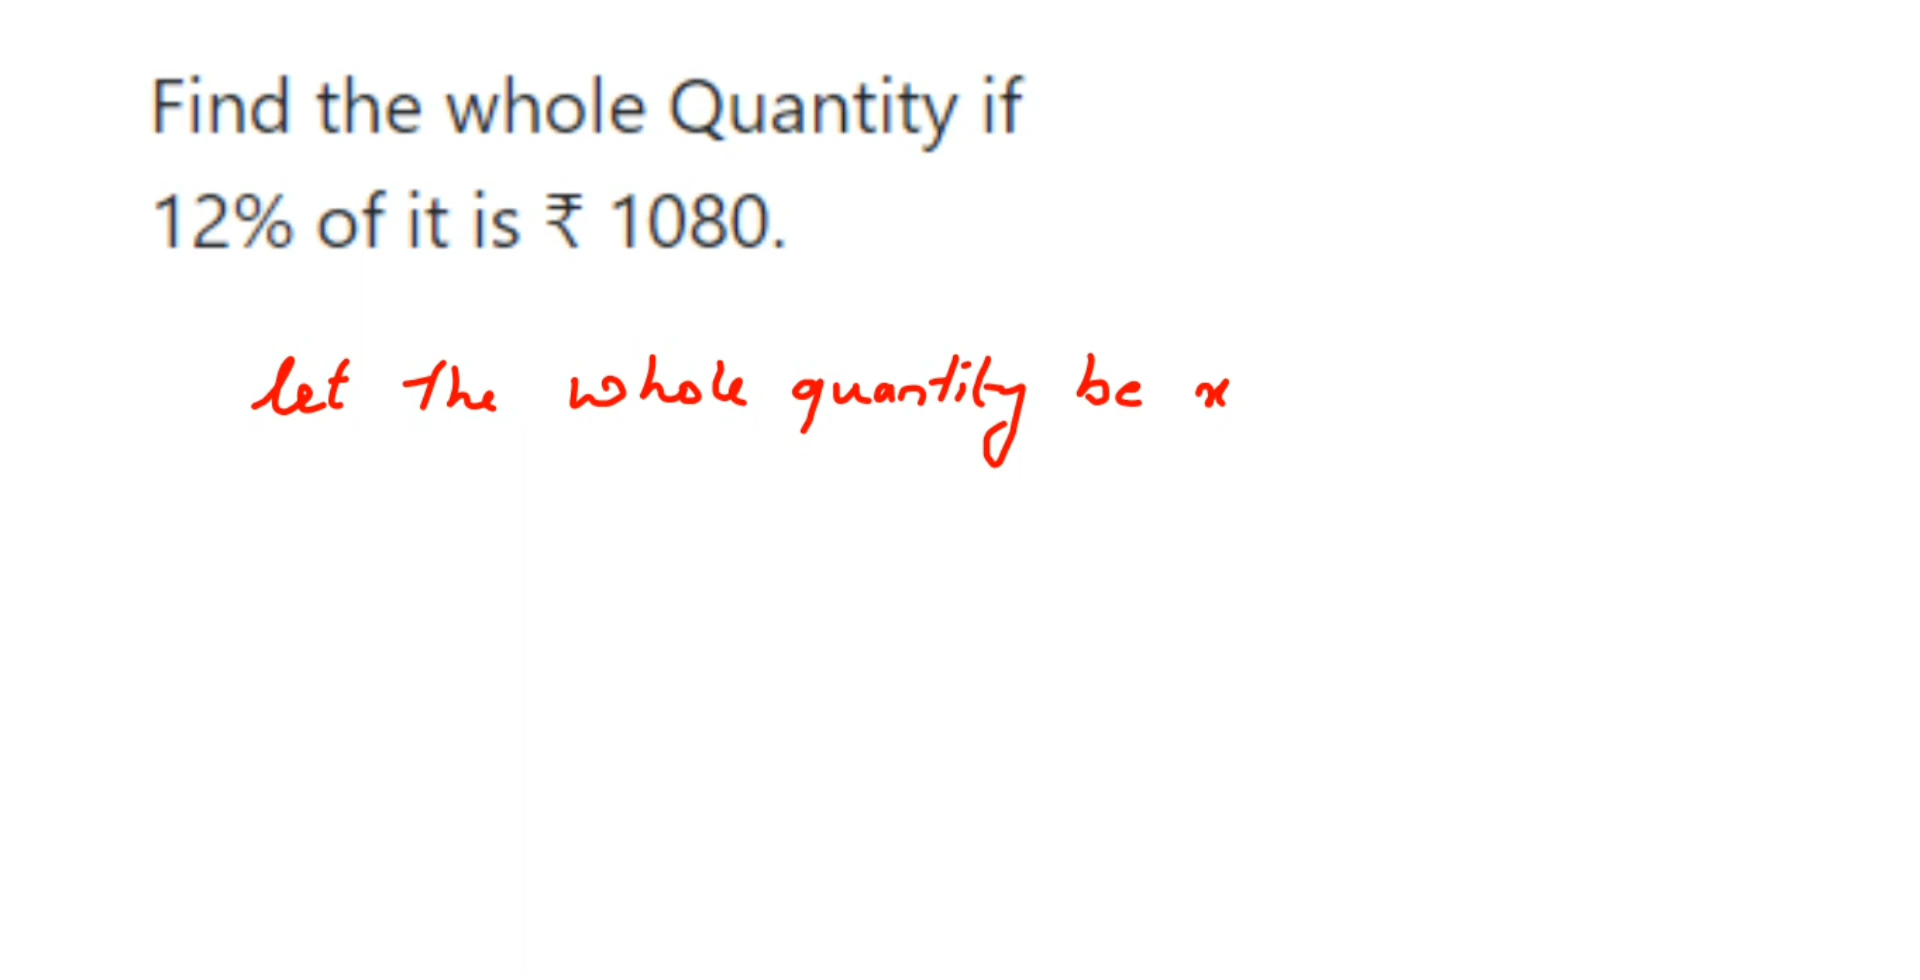 Find the whole Quantity if
12% of it is ₹ 1080.
let the whole quantity be x